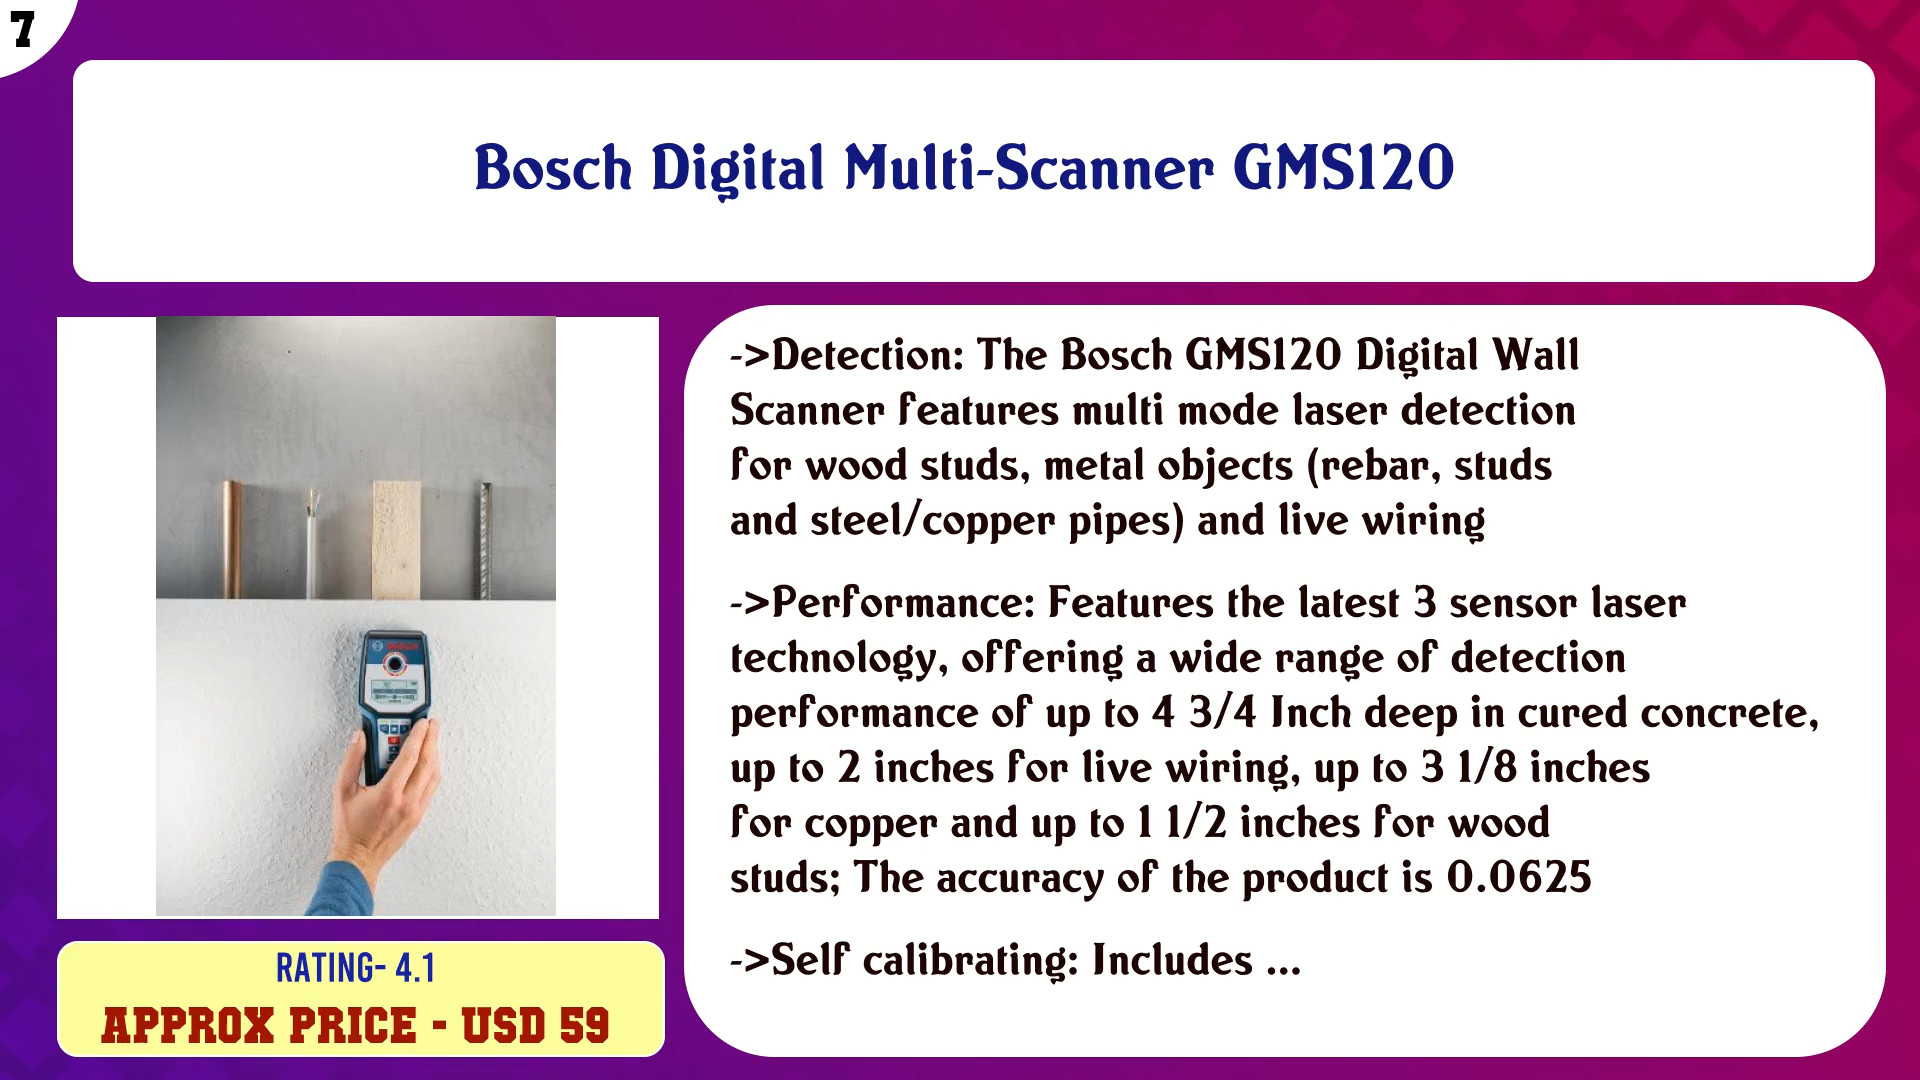 7
Bosch Digital Multi-Scanner GMS120
->Detection: The Bosch GMS120 Digital Wall
Scanner features multi mode laser detection
for wood studs, metal objects (rebar, studs
and steel/copper pipes) and live wiring
->Performance: Features the latest 3 sensor laser
technology, offering a wide range of detection
performance of up to 4 3/4 Inch deep in cured concrete,
up to 2 inches for live wiring, up to 3 1/8 inches
for copper and up to 1 1/2 inches for wood
studs; The accuracy of the product is 0.0625
->Self calibrating: Includes ...
RATING- 4.1
APPROX PRICE - USD 59